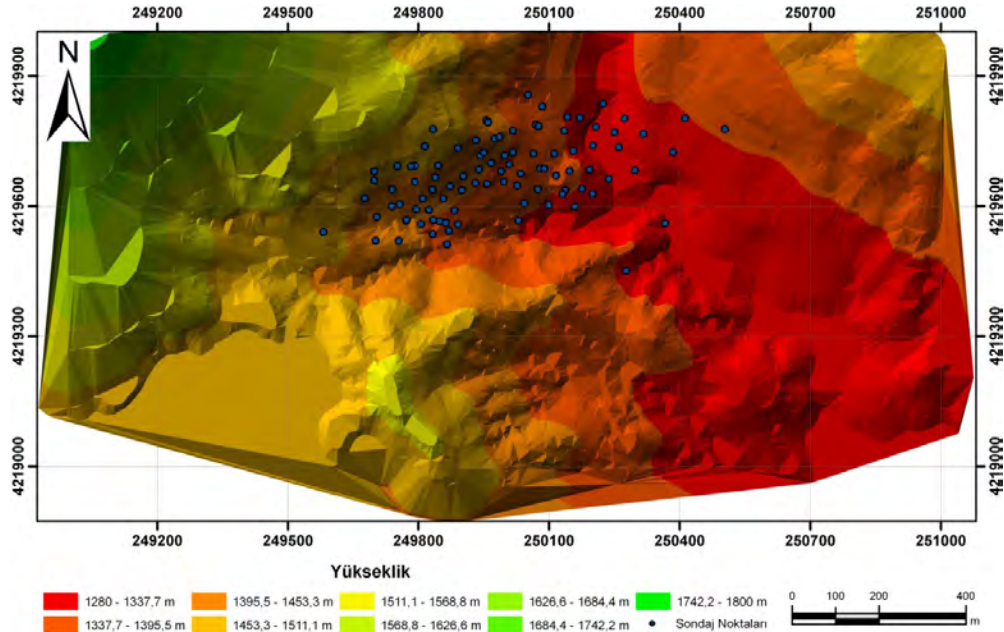 249200 249500 249800 250100 250400 250700 251000
N
4219900 4219900
4219600 4219600
4219300 4219300
4219000 4219000
249200 249500 249800 250100 250400 250700 251000
Yükseklik
1280 - 1337,7 m 1395,5 - 1453,3 m 1511,1 - 1568,8 m 1626,6 - 1684,4 m 1742,2 - 1800 m
1337,7 - 1395,5 m 1453,3 - 1511,1 m 1568,8 - 1626,6 m 1684,4 - 1742,2 m Sondaj Noktaları
0 100 200 400
m